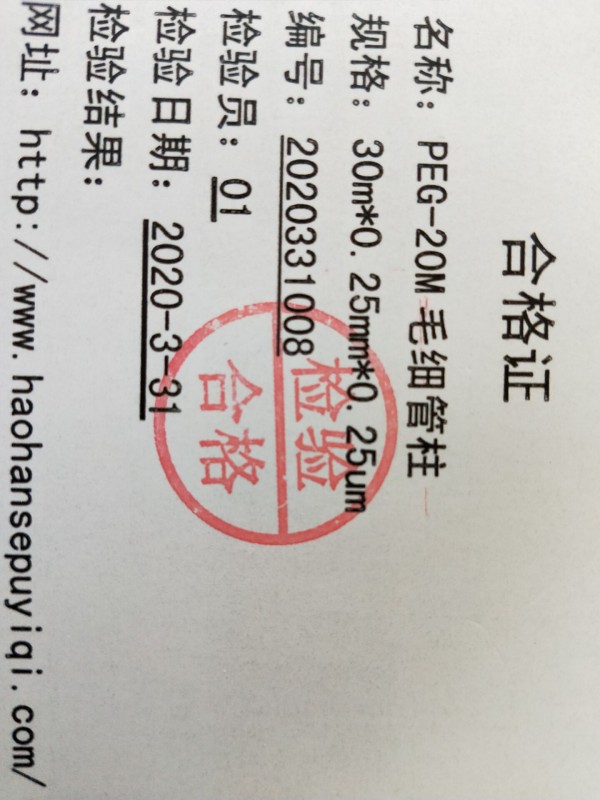 合格证
名称：PEG-20M 毛细管柱
规格：30m*0.25mm*0.25um
编号：2020331008
检验员：01
检验日期：2020-3-31
检验结果：
网址：http://www.haohansepuyiqi.com/
检验
合格